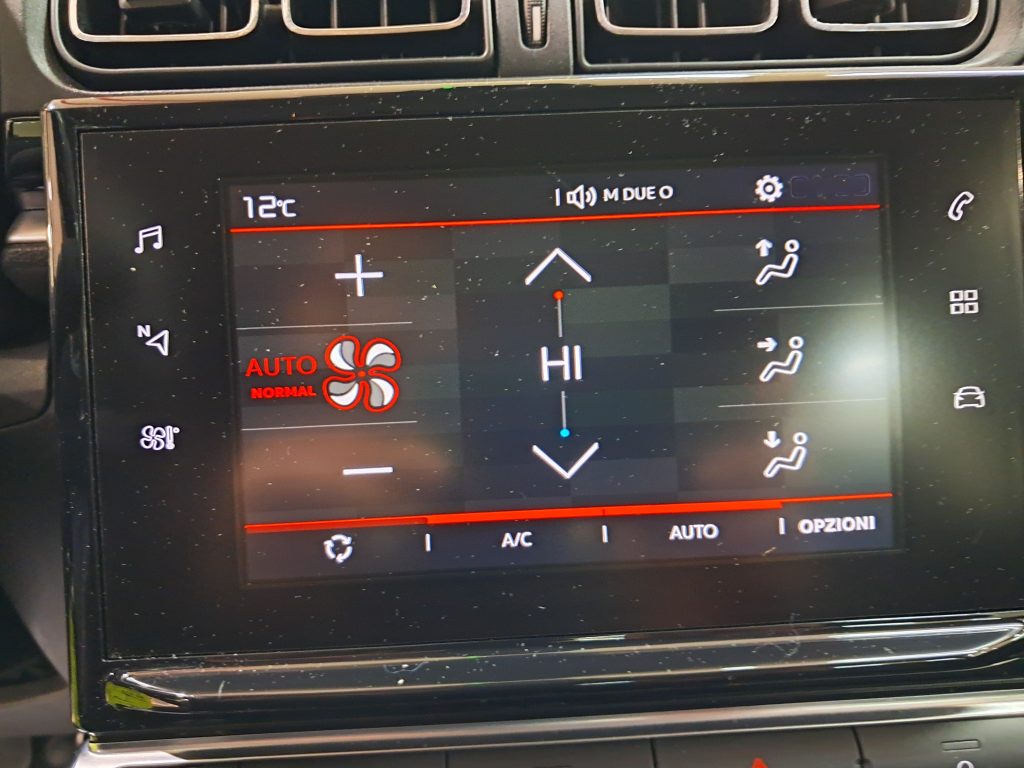 12°C
M DUE O
N
HI
AUTO
NORMAL
A/C
AUTO
OPZIONI